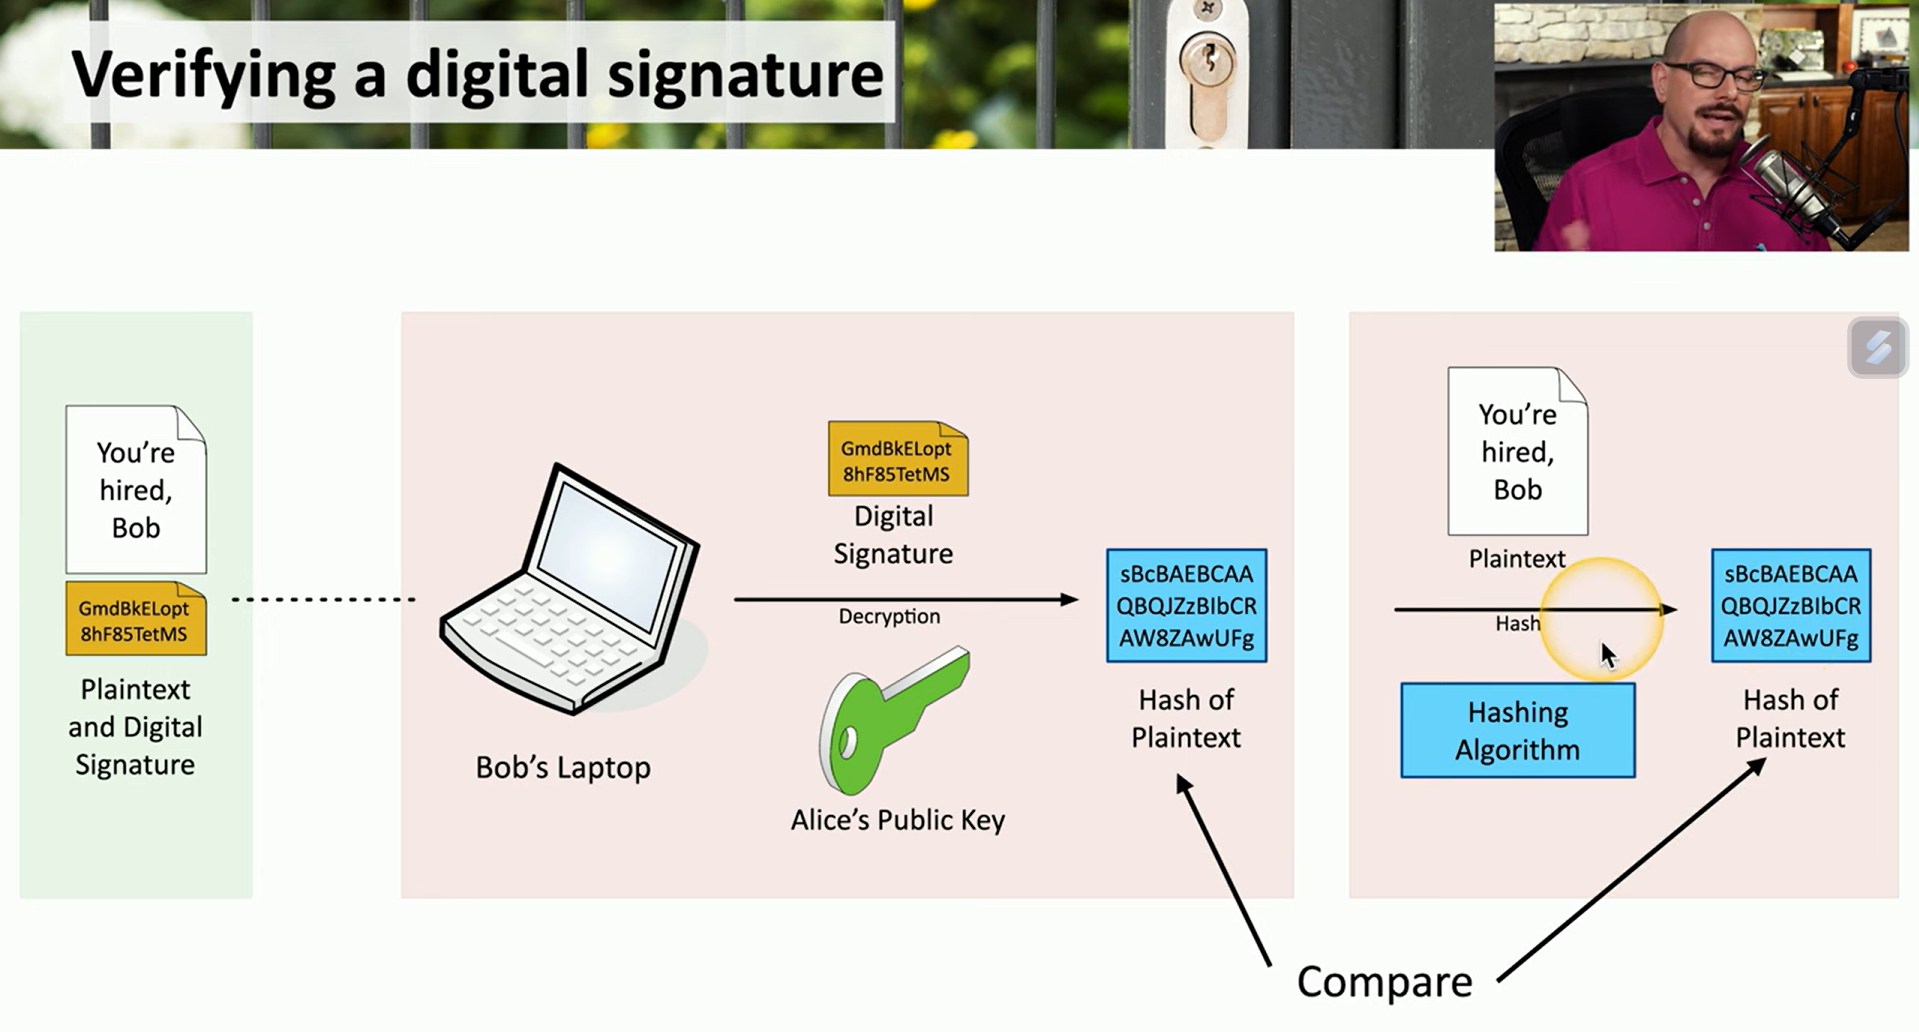 Verifying a digital signature
You're
hired,
Bob
GmdBkELopt
8hF85TetMS
Plaintext
and Digital
Signature
Bob's Laptop
GmdBkELopt
8hF85TetMS
Digital
Signature
Decryption
Alice's Public Key
sBcBAEBCAA
QBQJZzBIbCR
AW8ZAwUFg
Hash of
Plaintext
You're
hired,
Bob
Plaintext
Hash
Hashing
Algorithm
sBcBAEBCAA
QBQJZzBIbCR
AW8ZAwUFg
Hash of
Plaintext
Compare